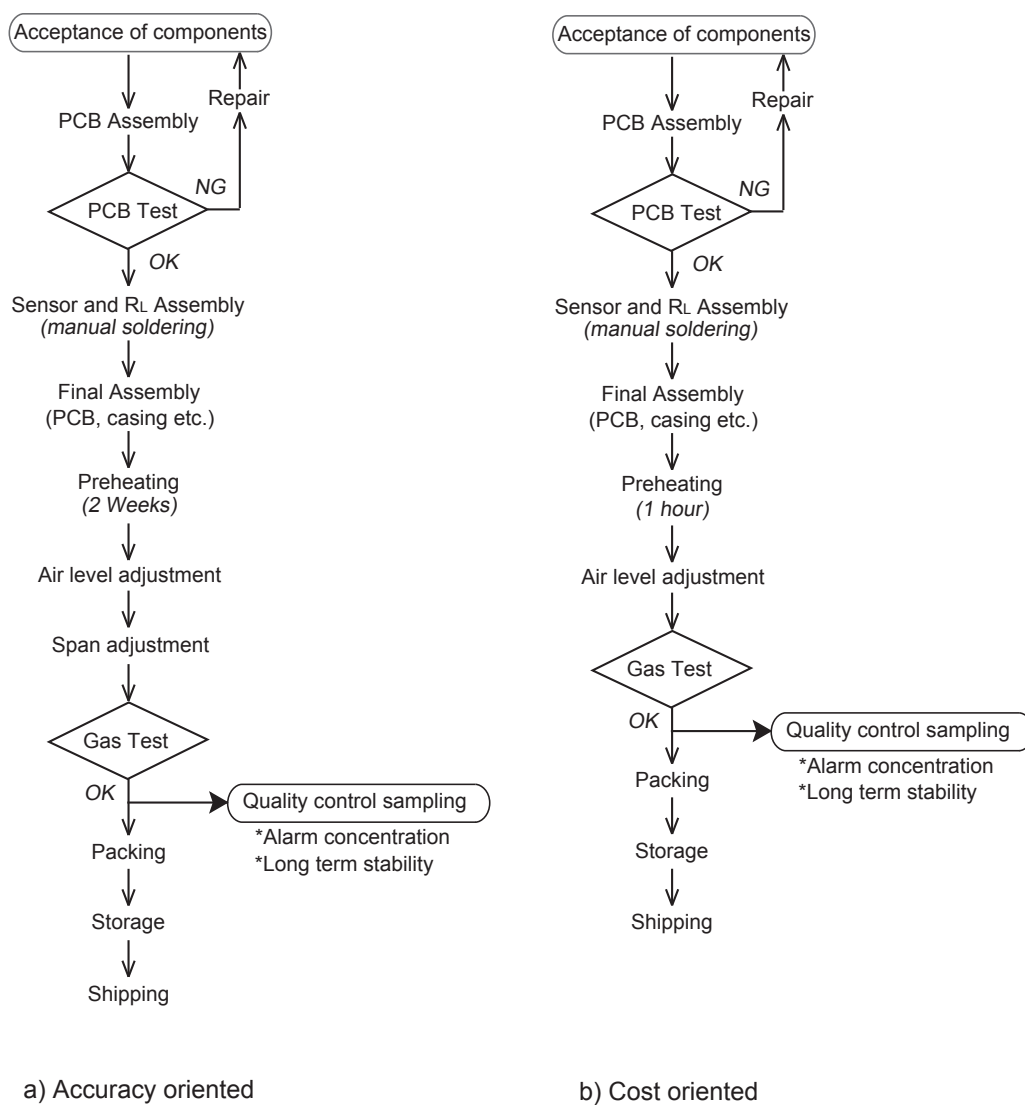 Acceptance of components
Repair
PCB Assembly
NG
PCB Test
OK
Sensor and RL Assembly
(manual soldering)
Final Assembly
(PCB, casing etc.)
Preheating
(2 Weeks)
Air level adjustment
Span adjustment
Gas Test
OK
Quality control sampling
*Alarm concentration
*Long term stability
Packing
Storage
Shipping
a) Accuracy oriented
Acceptance of components
Repair
PCB Assembly
NG
PCB Test
OK
Sensor and RL Assembly
(manual soldering)
Final Assembly
(PCB, casing etc.)
Preheating
(1 hour)
Air level adjustment
Gas Test
OK
Quality control sampling
*Alarm concentration
*Long term stability
Packing
Storage
Shipping
b) Cost oriented